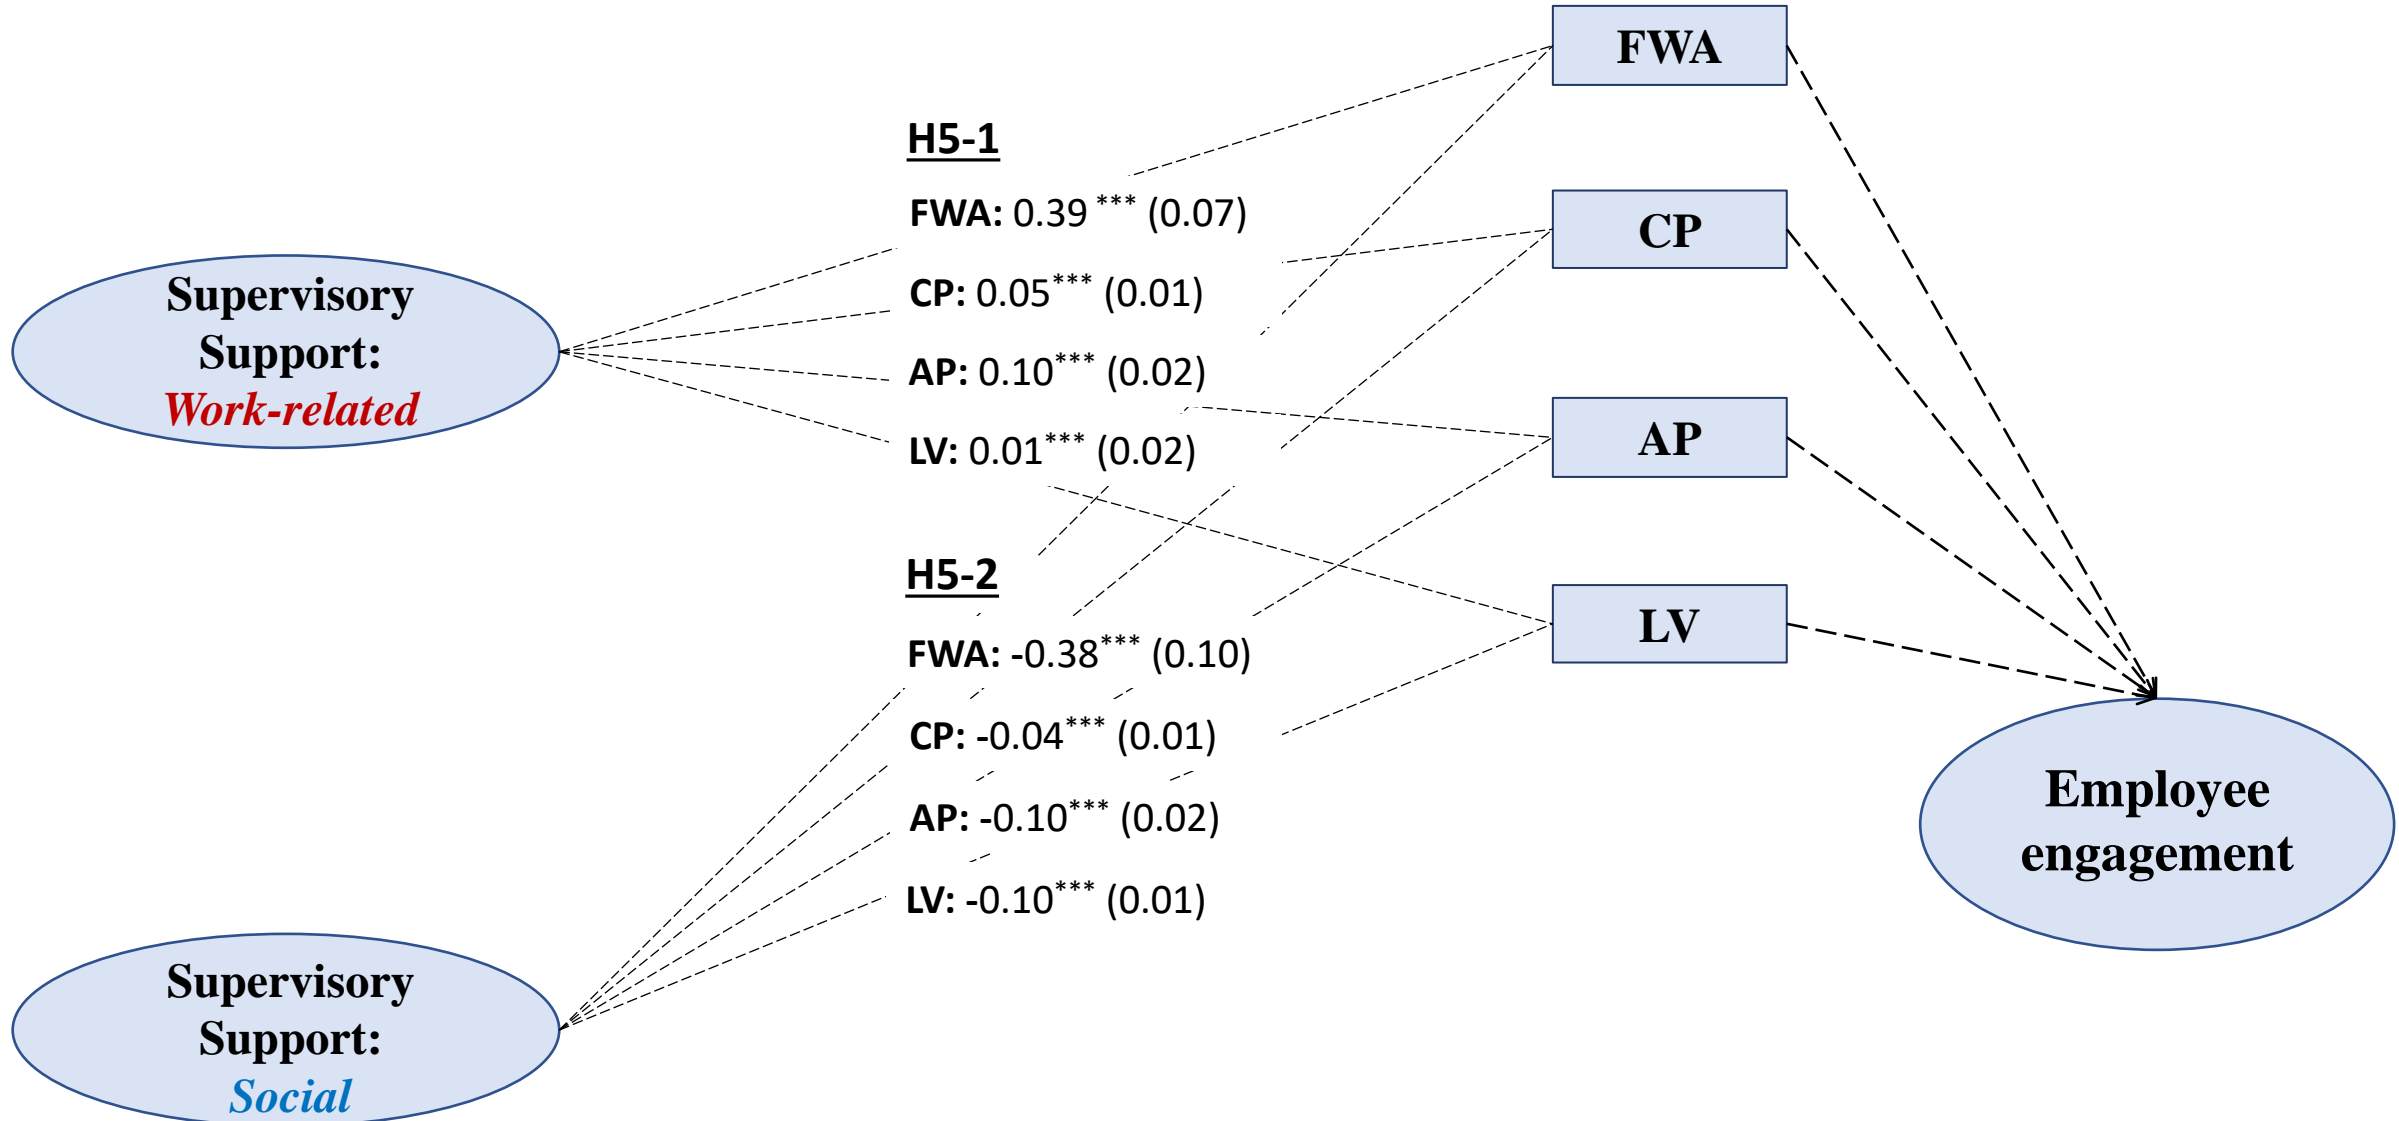 Supervisory
Support:
Work-related
Supervisory
Support:
Social
H5-1
FWA: 0.39 *** (0.07)
CP: 0.05*** (0.01)
AP: 0.10*** (0.02)
LV: 0.01*** (0.02)
H5-2
FWA: -0.38*** (0.10)
CP: -0.04*** (0.01)
AP: -0.10*** (0.02)
LV: -0.10*** (0.01)
FWA
CP
AP
LV
Employee
engagement